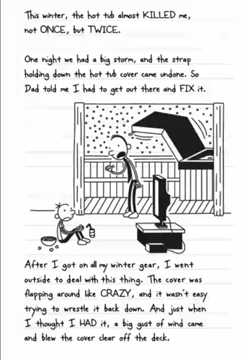 This winter, the hot tub almost KILLED me,
not ONCE, but TWICE.
One night we had a big storm, and the strap
holding down the hot tub cover came undone. So
Dad told me I had to get out there and FIX it.
After I got on all my winter gear, I went
outside to deal with this thing. The cover was
flapping around like CRAZY, and it wasn't easy
trying to wrestle it back down. And just when
I thought I HAD it, a big gust of wind came
and blew the cover clear off the deck.